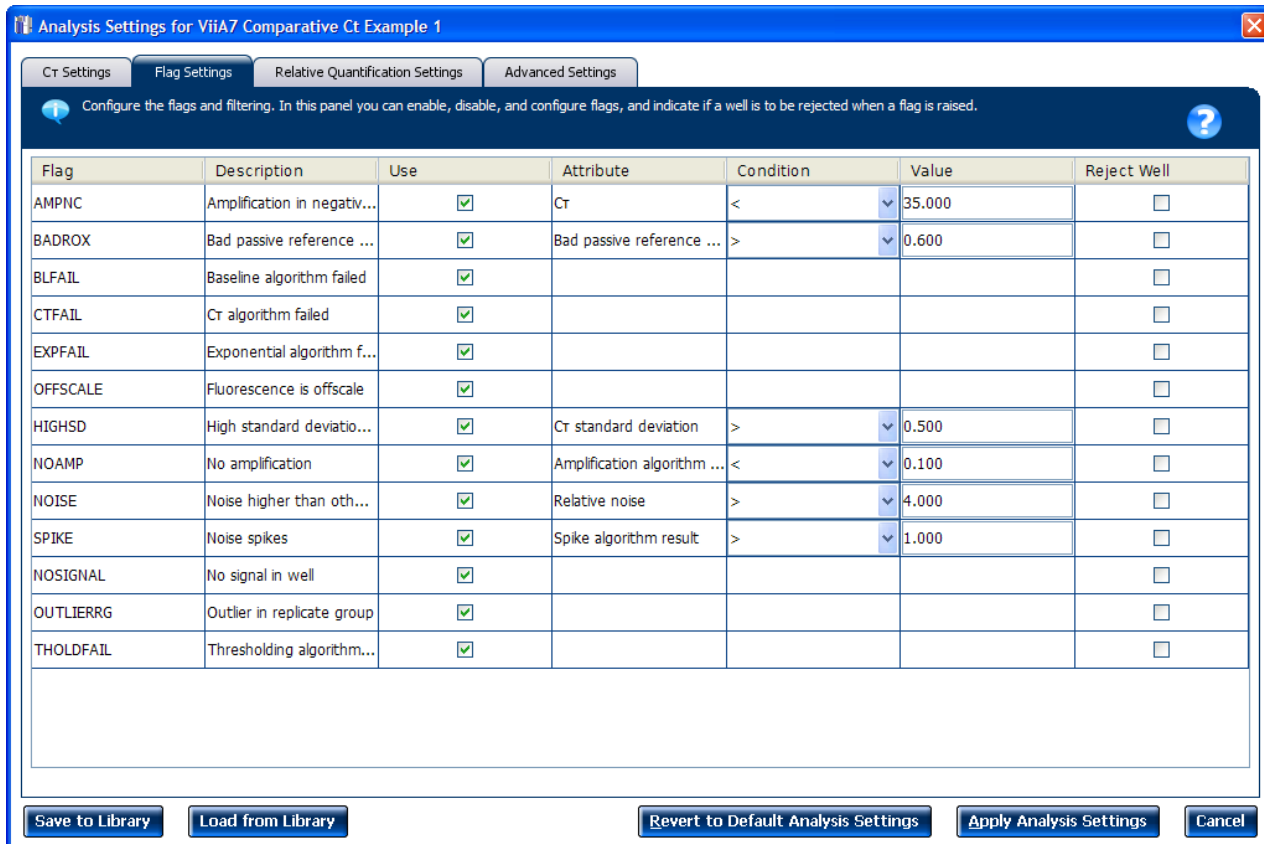 Analysis Settings for ViiA7 Comparative Ct Example 1
Cт Settings Flag Settings Relative Quantification Settings Advanced Settings
Configure the flags and filtering. In this panel you can enable, disable, and configure flags, and indicate if a well is to be rejected when a flag is raised.
Flag Description Use Attribute Condition Value Reject Well
AMPNC Amplification in negativ... Cт < 35.000
BADROX Bad passive reference ... Bad passive reference ... > 0.600
BLFAIL Baseline algorithm failed
CTFAIL Cт algorithm failed
EXPFAIL Exponential algorithm f...
OFFSCALE Fluorescence is offscale
HIGHSD High standard deviatio... Cт standard deviation > 0.500
NOAMP No amplification Amplification algorithm ... < 0.100
NOISE Noise higher than oth... Relative noise > 4.000
SPIKE Noise spikes Spike algorithm result > 1.000
NOSIGNAL No signal in well
OUTLIERRG Outlier in replicate group
THOLDFAIL Thresholding algorithm...
Save to Library Load from Library Revert to Default Analysis Settings Apply Analysis Settings Cancel